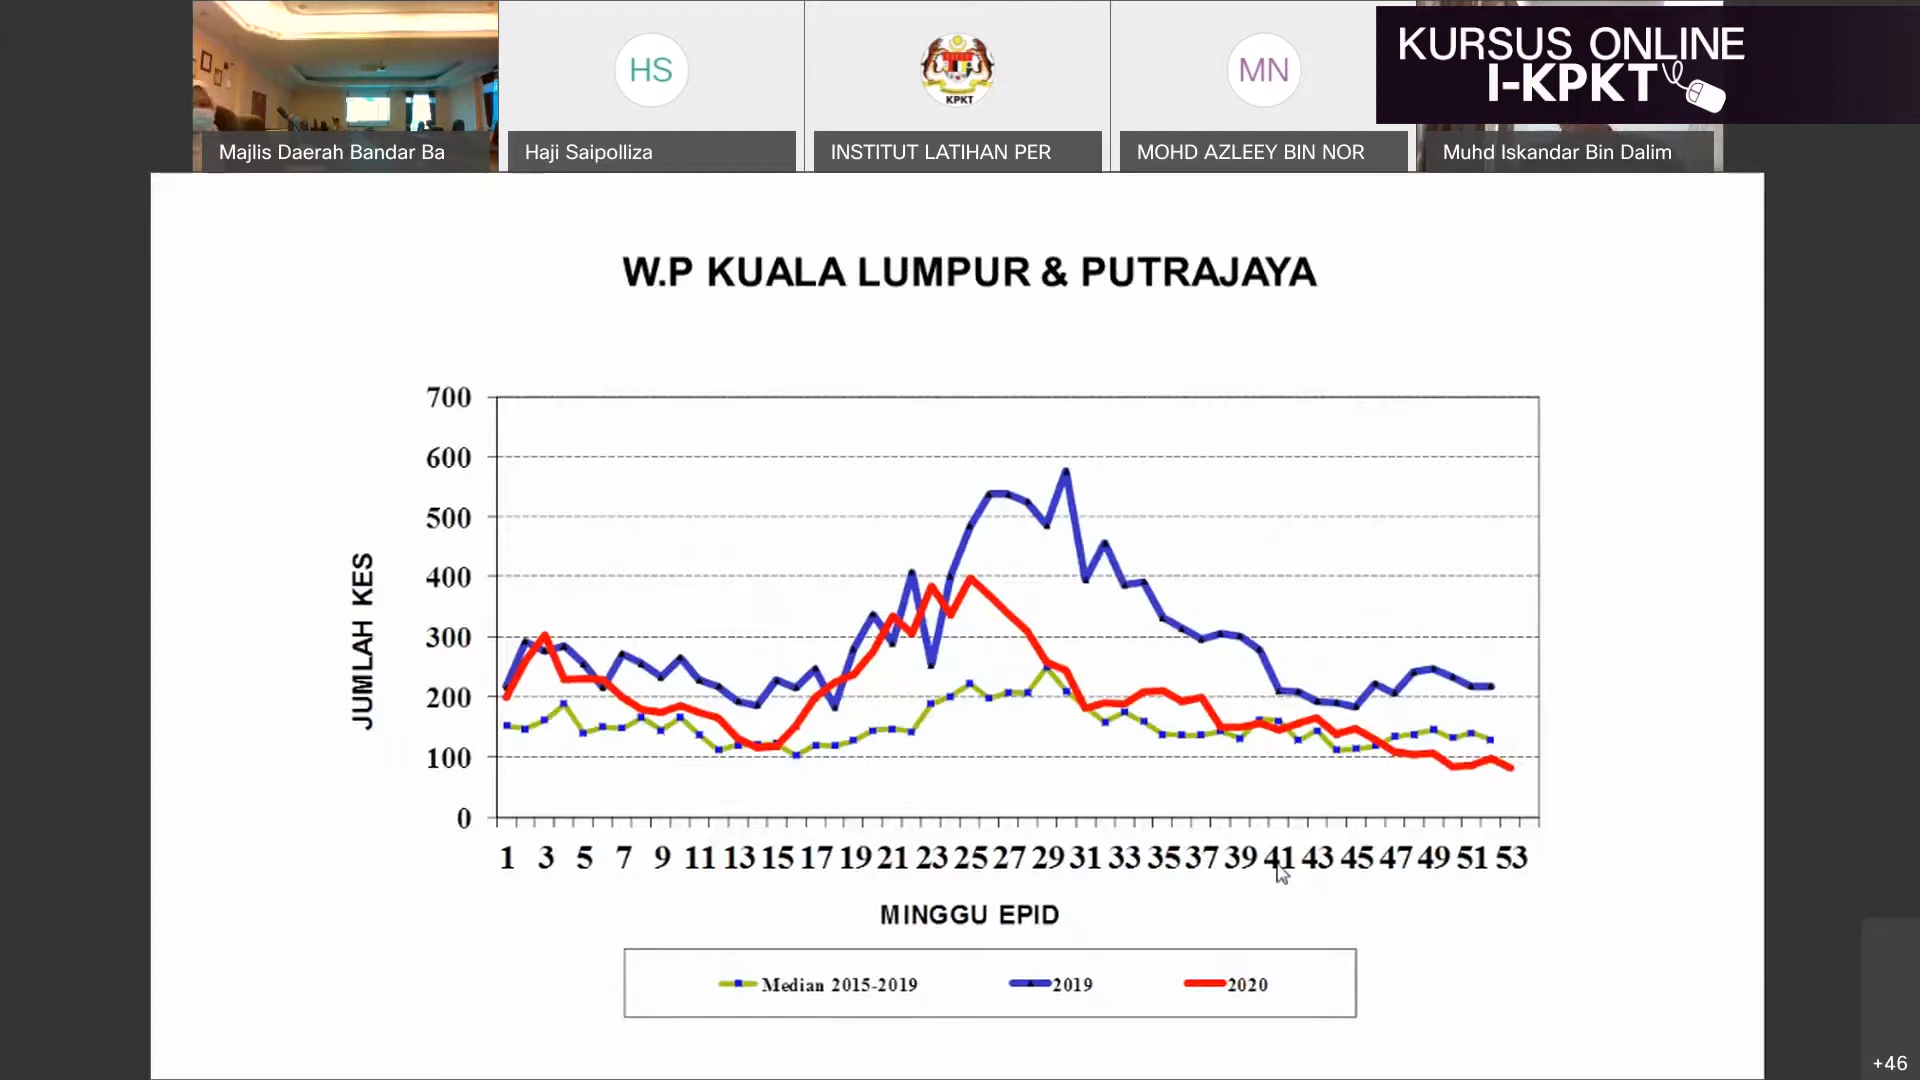 HS
KPKT
MN
KURSUS ONLINE
I-KPKT
Majlis Daerah Bandar Ba
Haji Saipolliza
INSTITUT LATIHAN PER
MOHD AZLEEY BIN NOR
Muhd Iskandar Bin Dalim
W.P KUALA LUMPUR & PUTRAJAYA
JUMLAH KES
700
600
500
400
300
200
100
0
1 3 5 7 9 11 13 15 17 19 21 23 25 27 29 31 33 35 37 39 41 43 45 47 49 51 53
MINGGU EPID
Median 2015-2019 2019 2020
+46